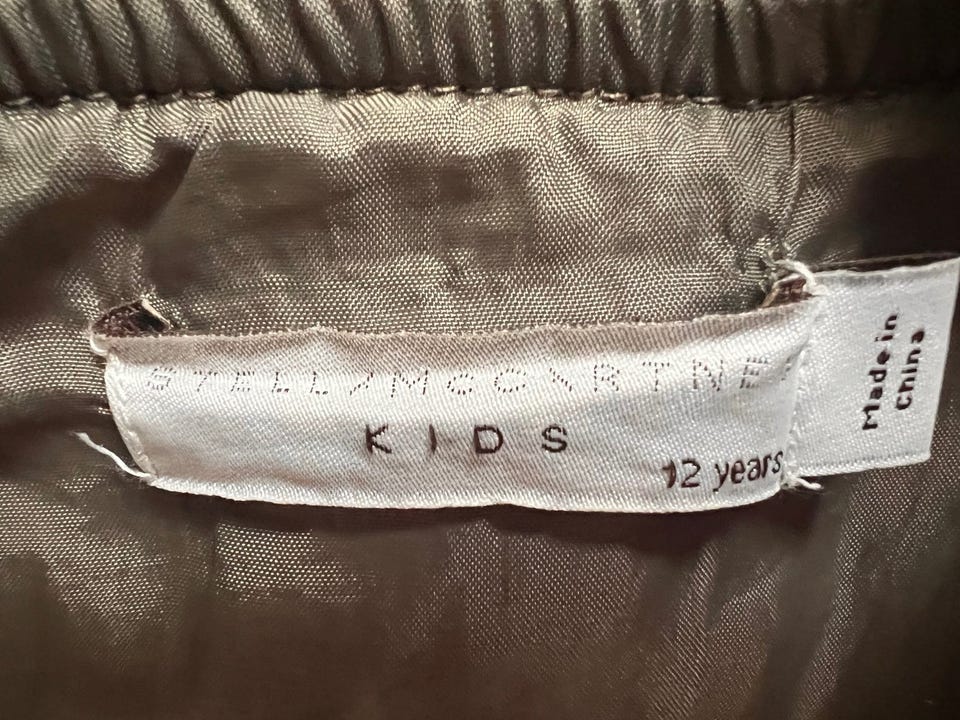 STELLA McCARTNEY
KIDS
12 years
Made in
China